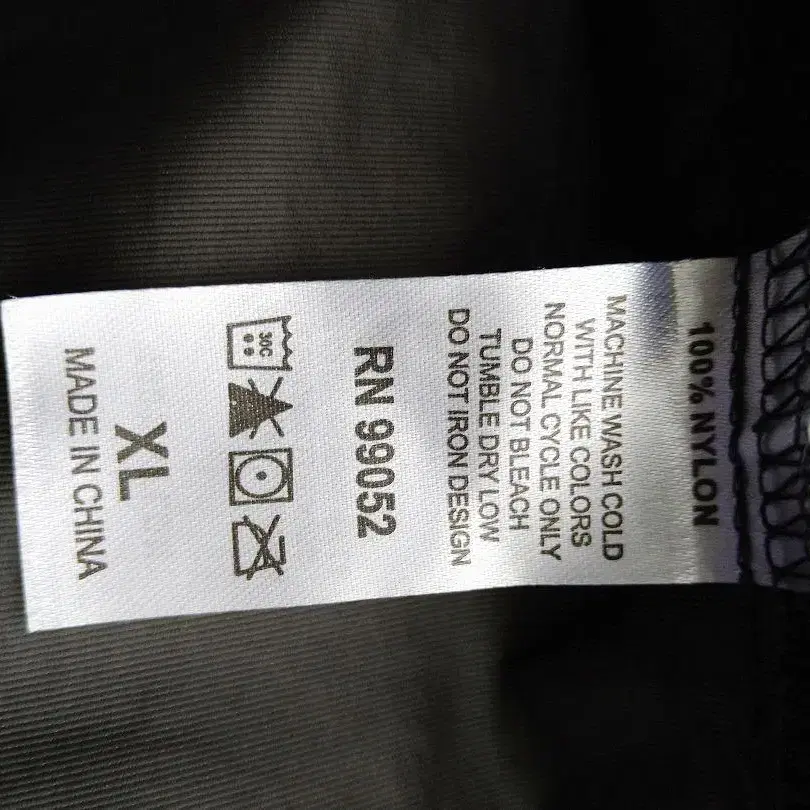 100% NYLON
MACHINE WASH COLD
WITH LIKE COLORS
NORMAL CYCLE ONLY
DO NOT BLEACH
TUMBLE DRY LOW
DO NOT IRON DESIGN
RN 99052
30C
XL
MADE IN CHINA